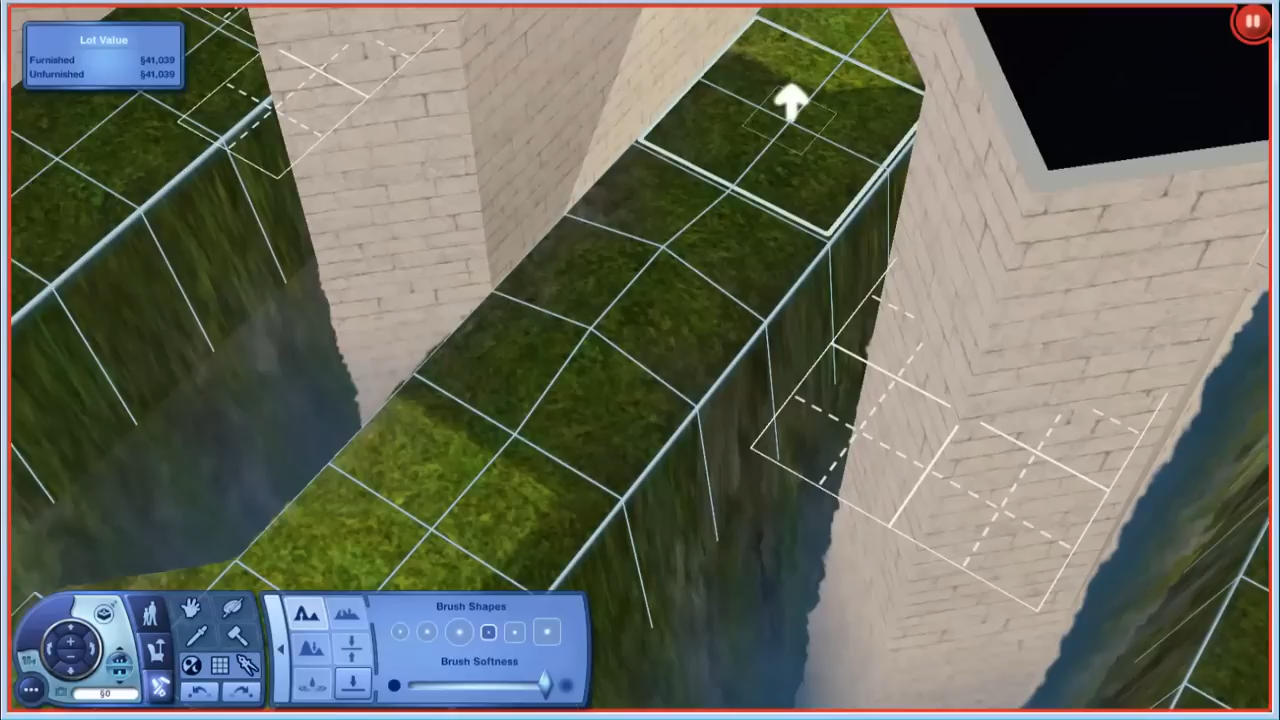 Lot Value
Furnished §41,039
Unfurnished §41,039
Brush Shapes
Brush Softness
§0